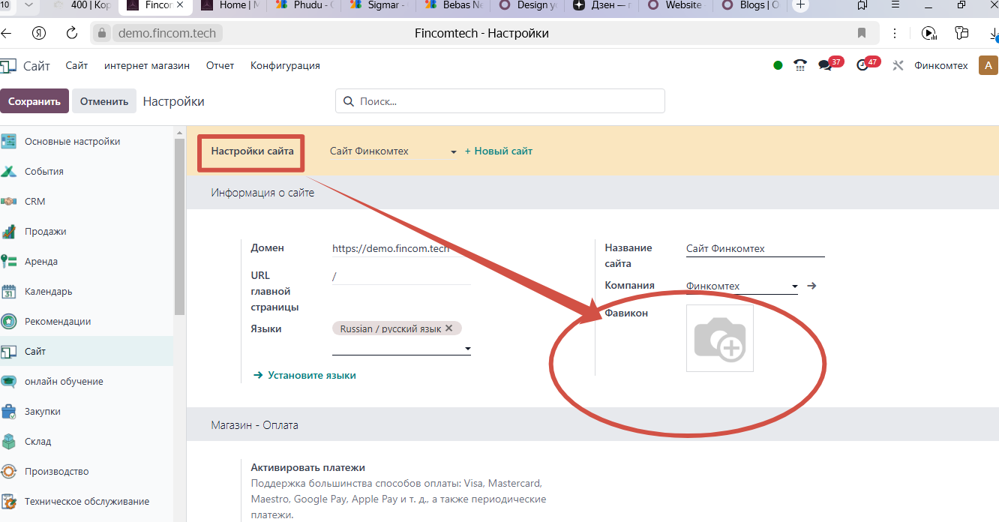 10
400 | Кор
Fincor
Home | M
Phudu - G
Sigmar -
Bebas Ne
Design yo
Дзен —
Website
Blogs | O
demo.fincom.tech
Fincomtech - Настройки
Сайт
Сайт
интернет магазин
Отчет
Конфигурация
37
47
Финкомтех
A
Сохранить
Отменить
Настройки
Поиск...
Основные настройки
События
CRM
Продажи
Аренда
31
Календарь
Рекомендации
Сайт
онлайн обучение
Закупки
Склад
Производство
Техническое обслуживание
Настройки сайта
Сайт Финкомтех
+ Новый сайт
Информация о сайте
Домен
https://demo.fincom.tech
URL
главной
страницы
/
Языки
Russian / русский язык
Установите языки
Название
сайта
Сайт Финкомтех
Компания
Финкомтех
Фавикон
Магазин - Оплата
Активировать платежи
Поддержка большинства способов оплаты: Visa, Mastercard,
Maestro, Google Pay, Apple Pay и т. д., а также периодические
платежи.